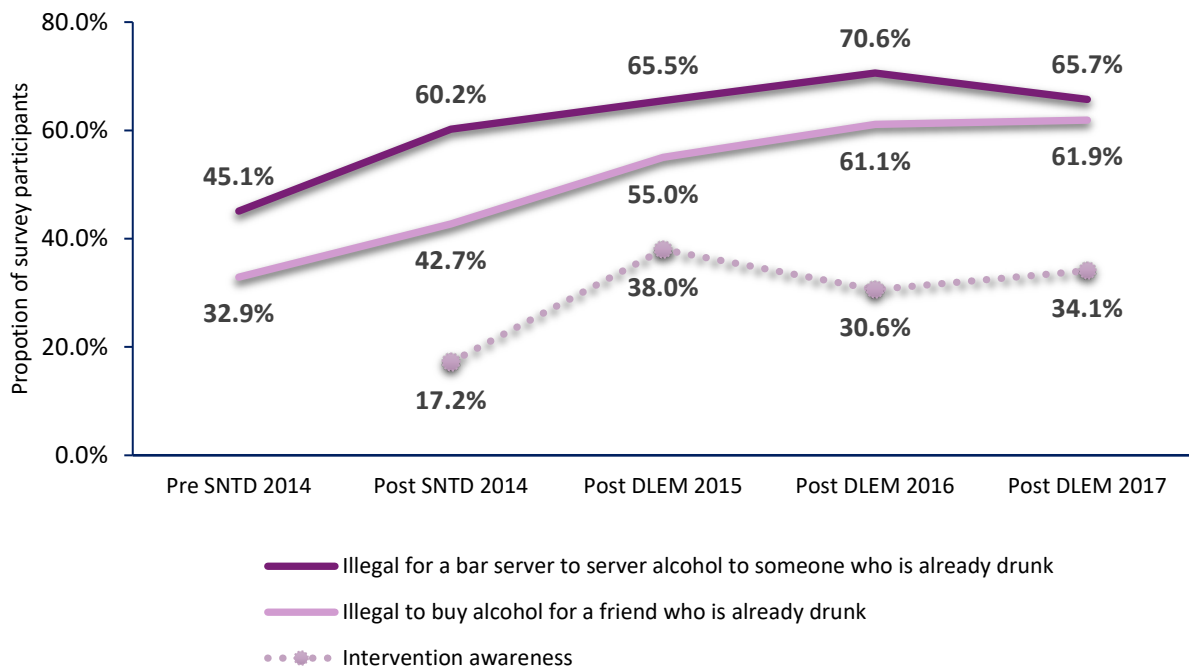 80.0%
60.0%
40.0%
20.0%
0.0%
Propotion of survey participants
45.1%
60.2%
65.5%
70.6%
65.7%
32.9%
42.7%
55.0%
61.1%
61.9%
17.2%
38.0%
30.6%
34.1%
Pre SNTD 2014
Post SNTD 2014
Post DLEM 2015
Post DLEM 2016
Post DLEM 2017
Illegal for a bar server to server alcohol to someone who is already drunk
Illegal to buy alcohol for a friend who is already drunk
Intervention awareness